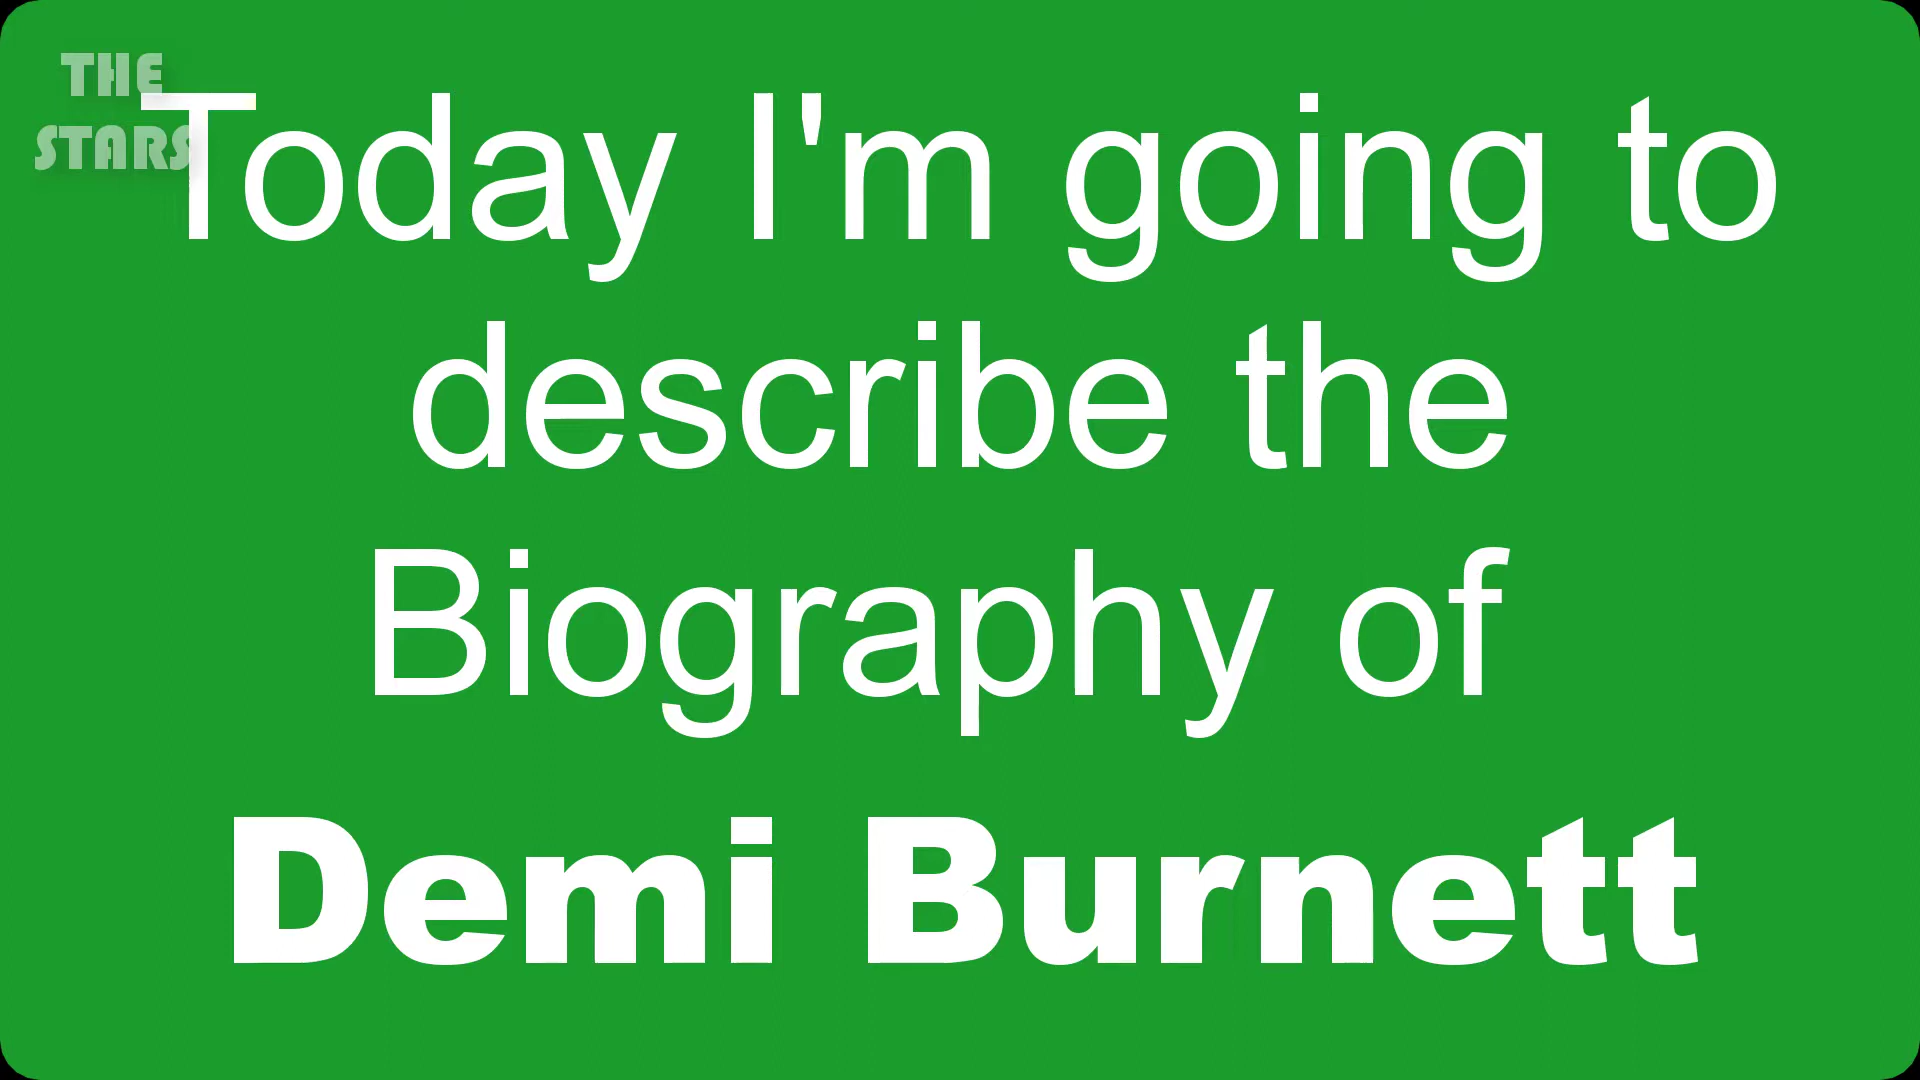 THE
STARS
Today I'm going to
describe the
Biography of
Demi Burnett